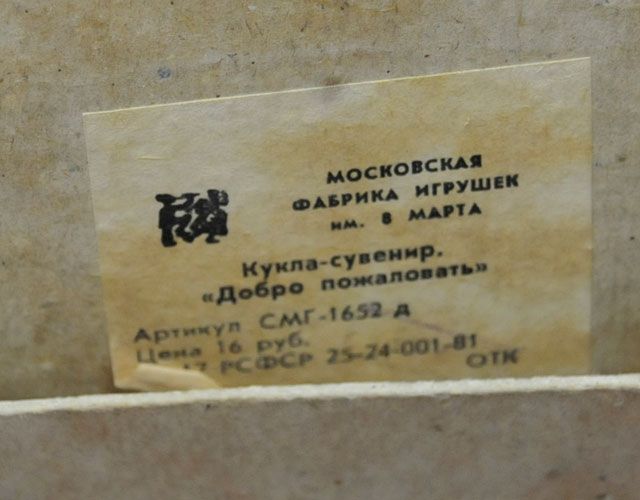 МОСКОВСКАЯ
ФАБРИКА ИГРУШЕК
им. 8 МАРТА
Кукла-сувенир.
«Добро пожаловать»
Артикул СМГ-1652 д
Цена 16 руб.
17 РСФСР 25-24-001-81
ОТК